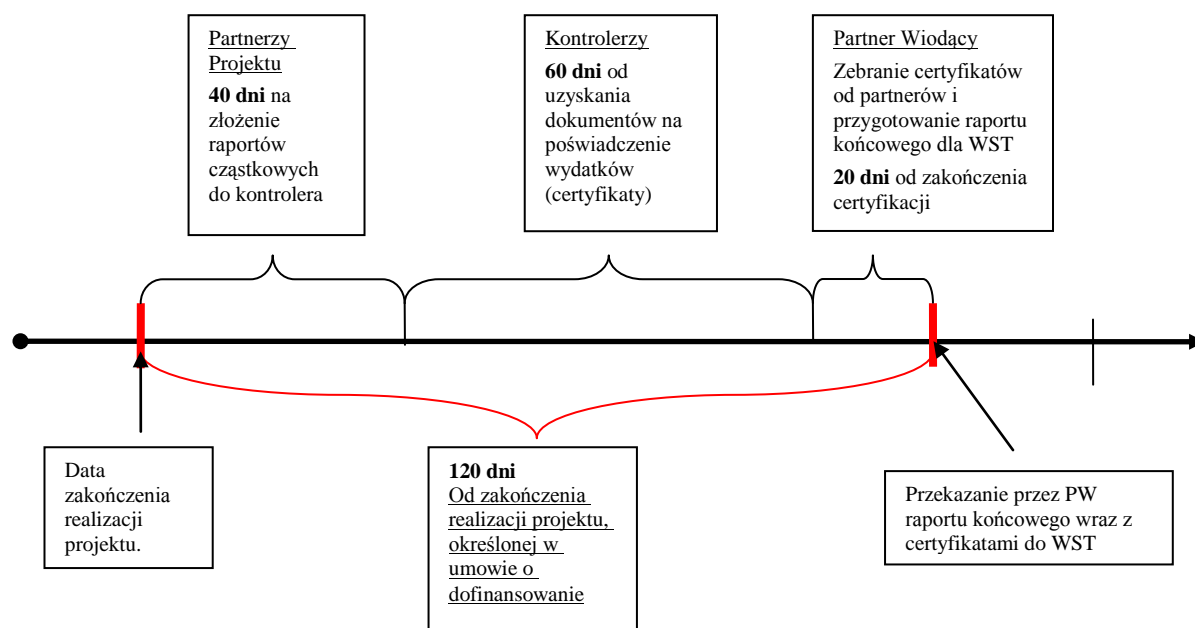 Partnerzy
Projektu
40 dni na
złożenie
raportów
cząstkowych
do kontrolera
Kontrolerzy
60 dni od
uzyskania
dokumentów na
poświadczenie
wydatków
(certyfikaty)
Partner Wiodący
Zebranie certyfikatów
od partnerów i
przygotowanie raportu
końcowego dla WST
20 dni od zakończenia
certyfikacji
Data
zakończenia
realizacji
projektu.
120 dni
Od zakończenia
realizacji projektu,
określonej w
umowie o
dofinansowanie
Przekazanie przez PW
raportu końcowego wraz z
certyfikatami do WST